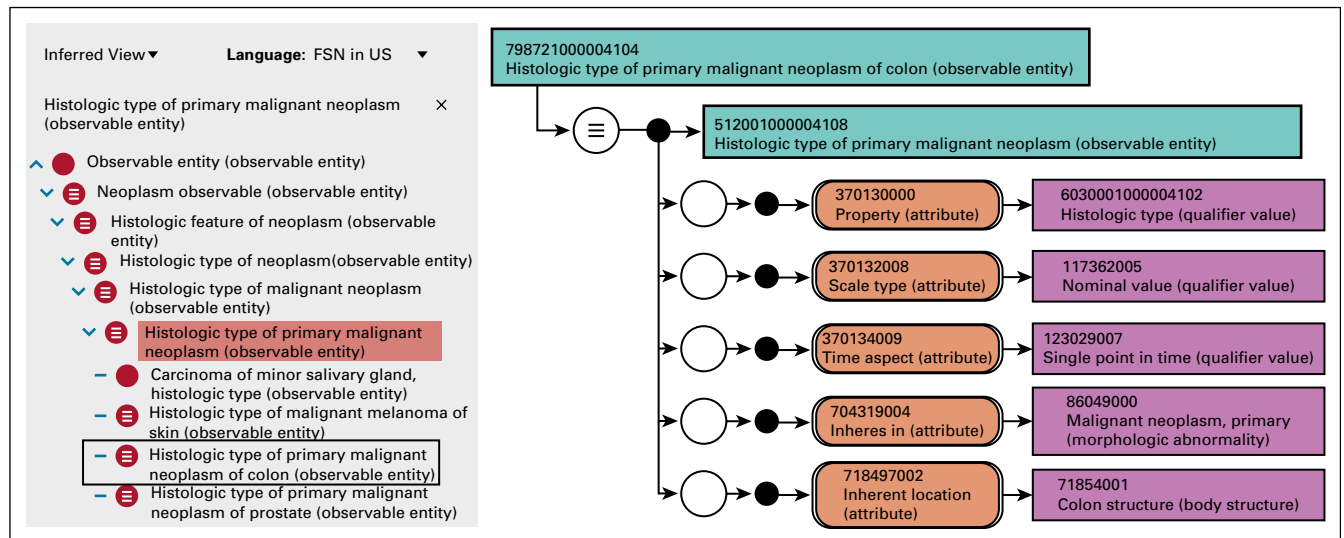 Inferred View▼ Language: FSN in US ▼
Histologic type of primary malignant neoplasm ×
(observable entity)
Observable entity (observable entity)
Neoplasm observable (observable entity)
Histologic feature of neoplasm (observable
entity)
Histologic type of neoplasm(observable entity)
Histologic type of malignant neoplasm
(observable entity)
Histologic type of primary malignant
neoplasm (observable entity)
Carcinoma of minor salivary gland,
histologic type (observable entity)
Histologic type of malignant melanoma of
skin (observable entity)
Histologic type of primary malignant
neoplasm of colon (observable entity)
Histologic type of primary malignant
neoplasm of prostate (observable entity)
798721000004104
Histologic type of primary malignant neoplasm of colon (observable entity)
512001000004108
Histologic type of primary malignant neoplasm (observable entity)
370130000
Property (attribute)
6030001000004102
Histologic type (qualifier value)
370132008
Scale type (attribute)
117362005
Nominal value (qualifier value)
370134009
Time aspect (attribute)
123029007
Single point in time (qualifier value)
704319004
Inheres in (attribute)
86049000
Malignant neoplasm, primary
(morphologic abnormality)
718497002
Inherent location
(attribute)
71854001
Colon structure (body structure)